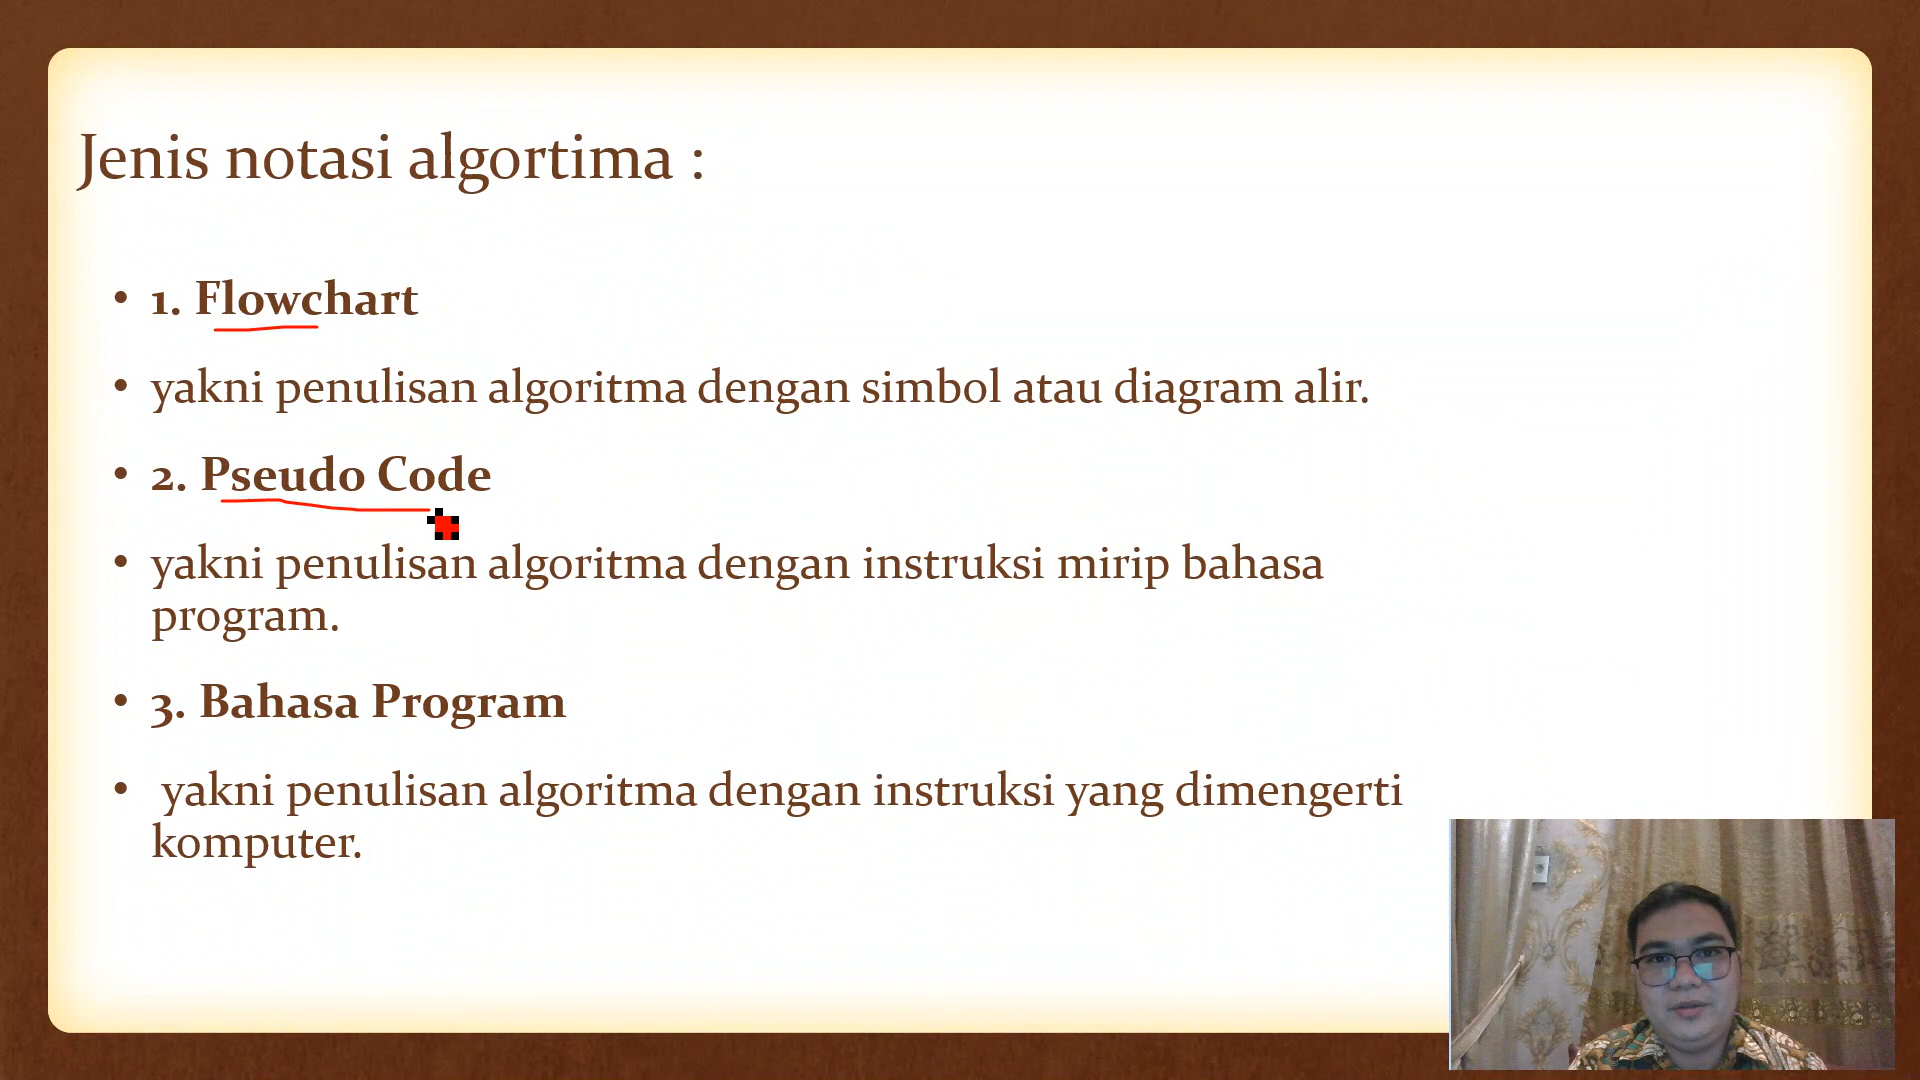 Jenis notasi algortima :
• 1. Flowchart
• yakni penulisan algoritma dengan simbol atau diagram alir.
• 2. Pseudo Code
• yakni penulisan algoritma dengan instruksi mirip bahasa
program.
• 3. Bahasa Program
• yakni penulisan algoritma dengan instruksi yang dimengerti
komputer.